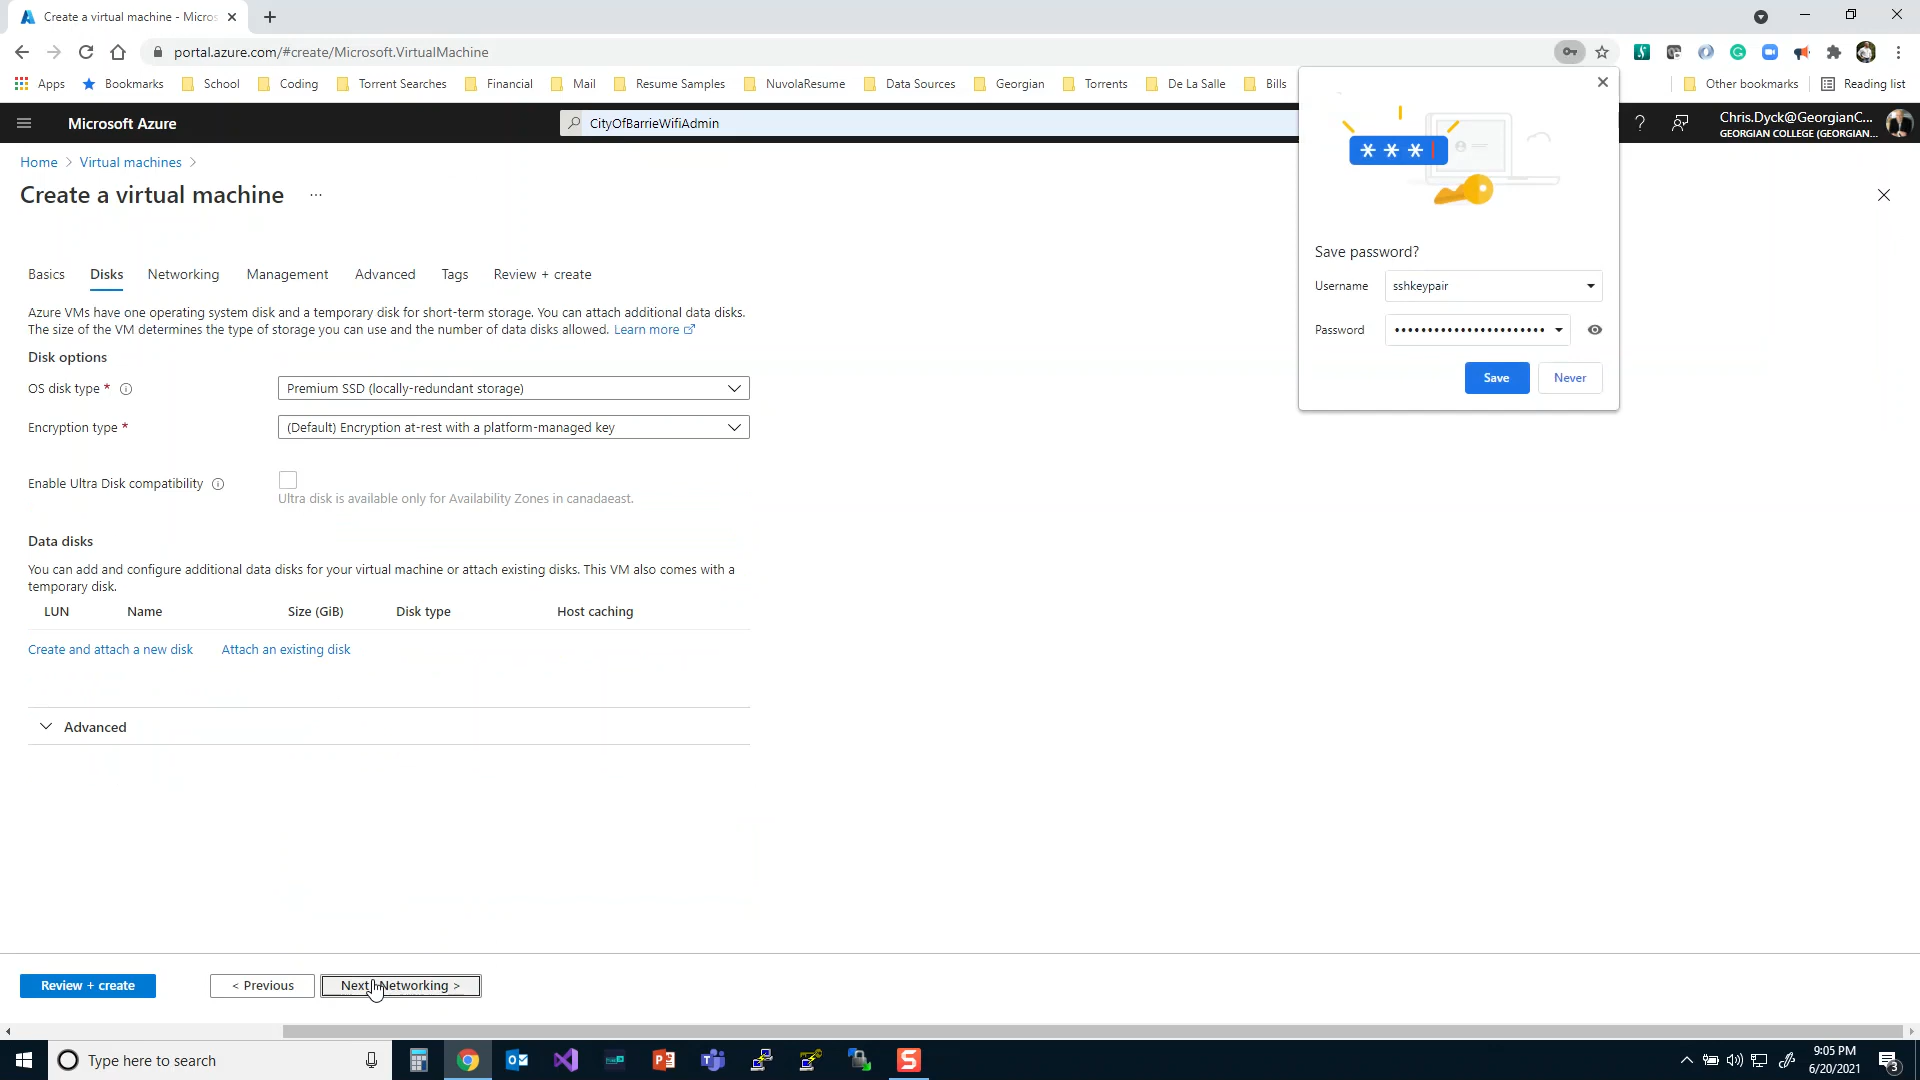 Create a virtual machine - Micros
portal.azure.com/#create/Microsoft.VirtualMachine
Apps
Bookmarks
School
Coding
Torrent Searches
Financial
Mail
Resume Samples
NuvolaResume
Data Sources
Georgian
Torrents
De La Salle
Bills
Other bookmarks
Reading list
Microsoft Azure
CityOfBarrieWifiAdmin
Chris.Dyck@GeorgianC...
GEORGIAN COLLEGE (GEORGIAN...
Home > Virtual machines >
Create a virtual machine ...
Save password?
Username
sshkeypair
Password
••••••••••••••••••••••••
Save
Never
Basics
Disks
Networking
Management
Advanced
Tags
Review + create
Azure VMs have one operating system disk and a temporary disk for short-term storage. You can attach additional data disks.
The size of the VM determines the type of storage you can use and the number of data disks allowed. Learn more
Disk options
OS disk type *
Premium SSD (locally-redundant storage)
Encryption type *
(Default) Encryption at-rest with a platform-managed key
Enable Ultra Disk compatibility
Ultra disk is available only for Availability Zones in canadaeast.
Data disks
You can add and configure additional data disks for your virtual machine or attach existing disks. This VM also comes with a
temporary disk.
LUN
Name
Size (GiB)
Disk type
Host caching
Create and attach a new disk
Attach an existing disk
Advanced
Review + create
< Previous
Next : Networking >
Type here to search
9:05 PM
6/20/2021
3